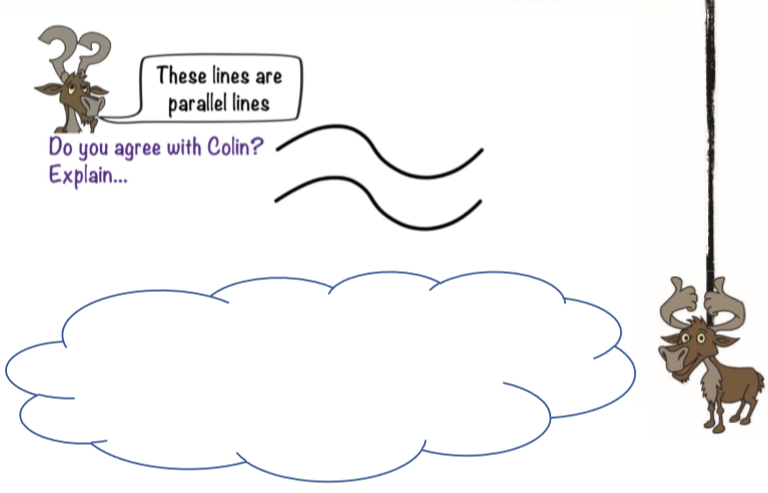 These lines are
parallel lines
Do you agree with Colin?
Explain...